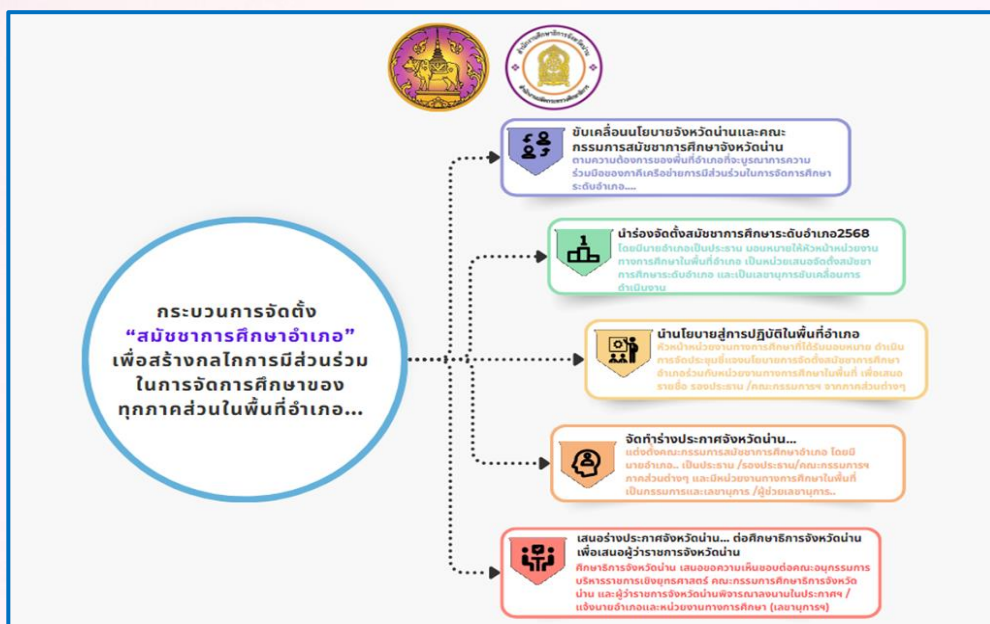 สำนักงานศึกษาธิการจังหวัดน่าน
สำนักงานปลัดกระทรวงศึกษาธิการ
กระบวนการจัดตั้ง
“สมัชชาการศึกษาอำเภอ”
เพื่อสร้างกลไกการมีส่วนร่วม
ในการจัดการศึกษาของ
ทุกภาคส่วนในพื้นที่อำเภอ...
ขับเคลื่อนนโยบายจังหวัดน่านและคณะ
กรรมการสมัชชาการศึกษาจังหวัดน่าน
ตามความต้องการของพื้นที่อำเภอที่จะบูรณาการความ
ร่วมมือของภาคีเครือข่ายการมีส่วนร่วมในการจัดการศึกษา
ระดับอำเภอ....
1
นำร่องจัดตั้งสมัชชาการศึกษาระดับอำเภอ2568
โดยมีนายอำเภอเป็นประธาน มอบหมายให้หัวหน้าหน่วยงาน
ทางการศึกษาในพื้นที่อำเภอ เป็นหน่วยเสนอจัดตั้งสมัชชา
การศึกษาระดับอำเภอ และเป็นเลขานุการขับเคลื่อนการ
ดำเนินงาน
นำนโยบายสู่การปฏิบัติในพื้นที่อำเภอ
หัวหน้าหน่วยงานทางการศึกษาที่ได้รับมอบหมาย ดำเนิน
การจัดประชุมชี้แจงนโยบายการจัดตั้งสมัชชาการศึกษา
อำเภอร่วมกับหน่วยงานทางการศึกษาในพื้นที่ เพื่อเสนอ
รายชื่อ รองประธาน /คณะกรรมการฯ จากภาคส่วนต่างๆ
จัดทำร่างประกาศจังหวัดน่าน...
แต่งตั้งคณะกรรมการสมัชชาการศึกษาอำเภอ โดยมี
นายอำเภอ.. เป็นประธาน /รองประธาน/คณะกรรมการฯ
ภาคส่วนต่างๆ และมีหน่วยงานทางการศึกษาในพื้นที่
เป็นกรรมการและเลขานุการ /ผู้ช่วยเลขานุการ..
เสนอร่างประกาศจังหวัดน่าน... ต่อศึกษาธิการจังหวัดน่าน
เพื่อเสนอผู้ว่าราชการจังหวัดน่าน
ศึกษาธิการจังหวัดน่าน เสนอขอความเห็นชอบต่อคณะอนุกรรมการ
บริหารราชการเชิงยุทธศาสตร์ คณะกรรมการศึกษาธิการจังหวัด
น่าน และผู้ว่าราชการจังหวัดน่านพิจารณาลงนามในประกาศฯ /
แจ้งนายอำเภอและหน่วยงานทางการศึกษา (เลขานุการฯ)